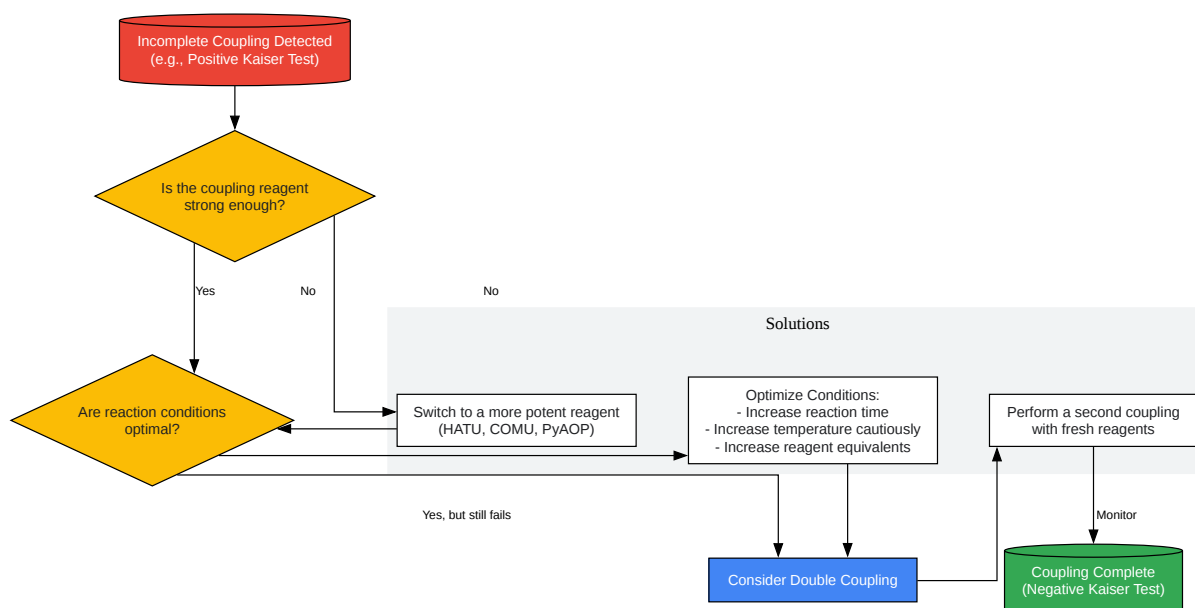 Incomplete Coupling Detected
(e.g., Positive Kaiser Test)
Is the coupling reagent
strong enough?
Yes
No
No
Solutions
Are reaction conditions
optimal?
Switch to a more potent reagent
(HATU, COMU, PyAOP)
Optimize Conditions:
- Increase reaction time
- Increase temperature cautiously
- Increase reagent equivalents
Perform a second coupling
with fresh reagents
Yes, but still fails
Monitor
Consider Double Coupling
Coupling Complete
(Negative Kaiser Test)